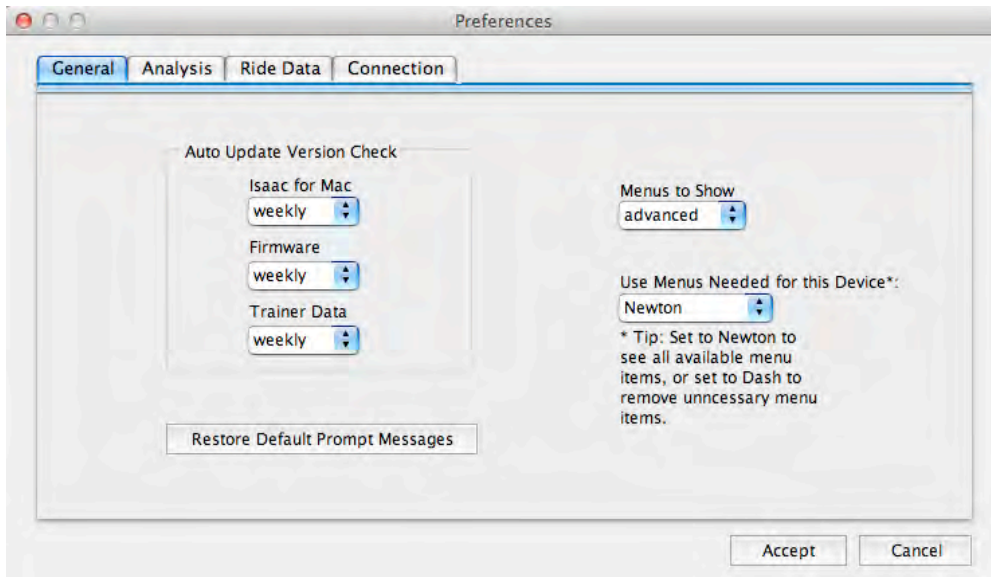 Preferences
General Analysis Ride Data Connection
Auto Update Version Check
Isaac for Mac
weekly
Firmware
weekly
Trainer Data
weekly
Restore Default Prompt Messages
Menus to Show
advanced
Use Menus Needed for this Device*:
Newton
* Tip: Set to Newton to
see all available menu
items, or set to Dash to
remove unncessary menu
items.
Accept Cancel